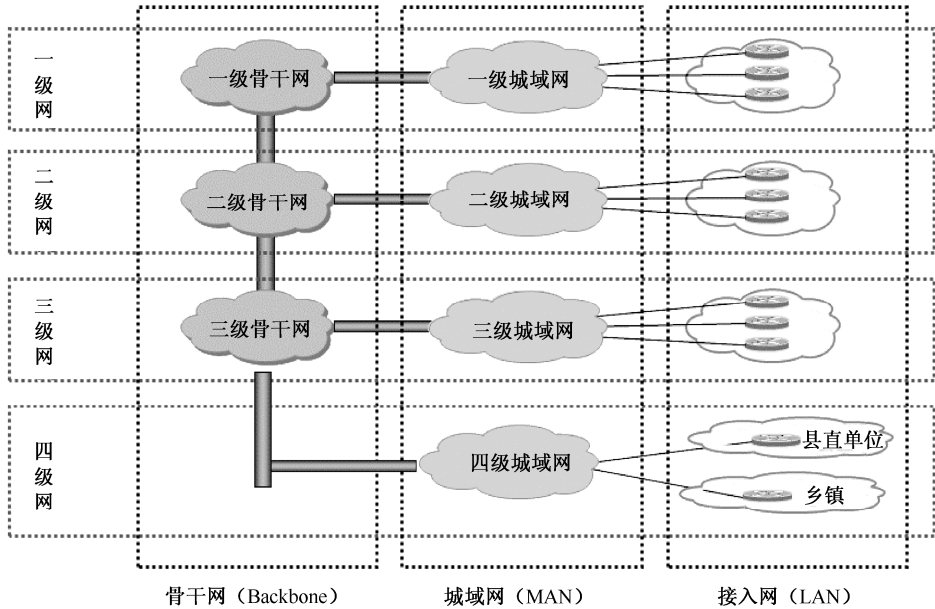 一级网
一级骨干网
一级城域网
二级网
二级骨干网
二级城域网
三级网
三级骨干网
三级城域网
四级网
四级城域网
县直单位
乡镇
骨干网（Backbone）
城域网（MAN）
接入网（LAN）